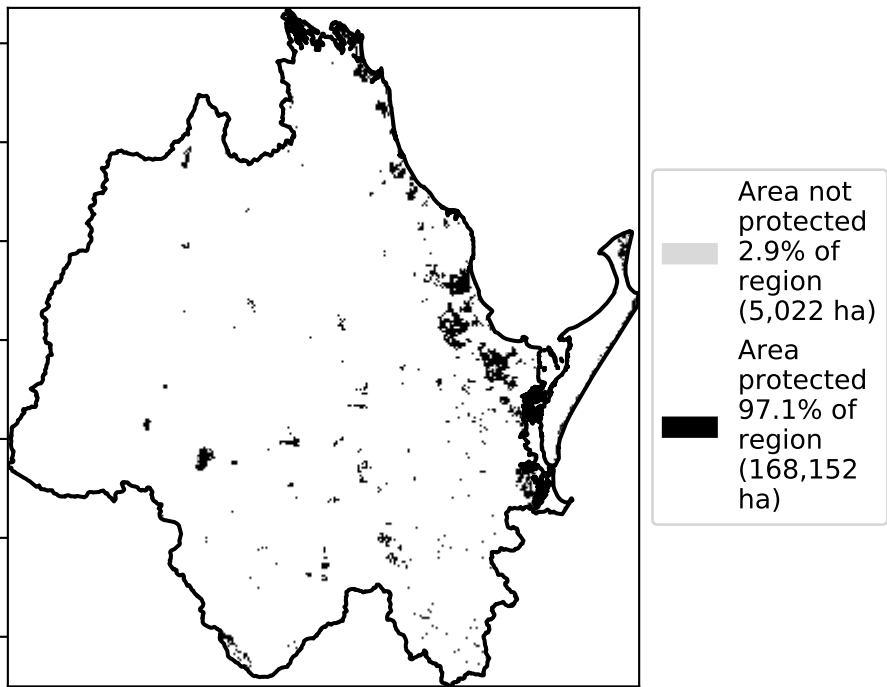 Area not
protected
2.9% of
region
(5,022 ha)
Area
protected
97.1% of
region
(168,152
ha)